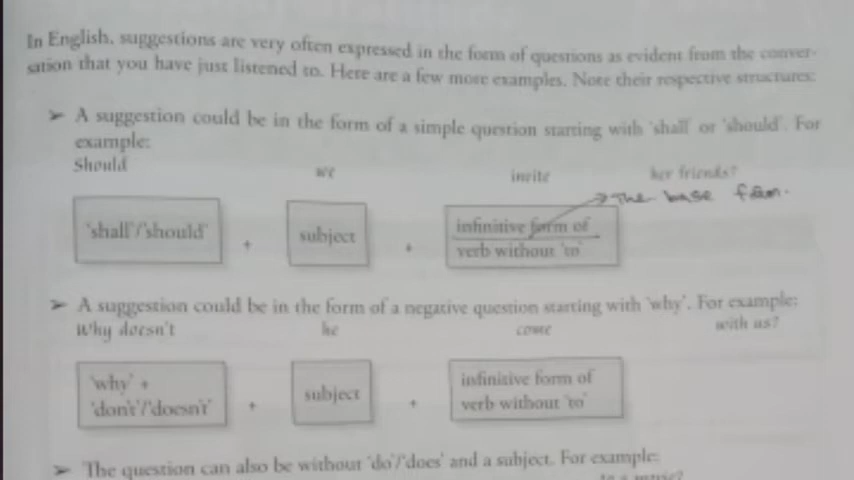 In English, suggestions are very often expressed in the form of questions as evident from the conver-
sation that you have just listened to. Here are a few more examples. Note their respective structures:
➤ A suggestion could be in the form of a simple question starting with 'shall' or 'should'. For
example:
Should we invite her friends?
The base form.
'shall'/'should' + subject + infinitive form of
verb without 'to'
➤ A suggestion could be in the form of a negative question starting with 'why'. For example:
Why doesn't he come with us?
'why' +
'don't'/'doesn't' + subject + infinitive form of
verb without 'to'
➤ The question can also be without 'do'/'does' and a subject. For example: